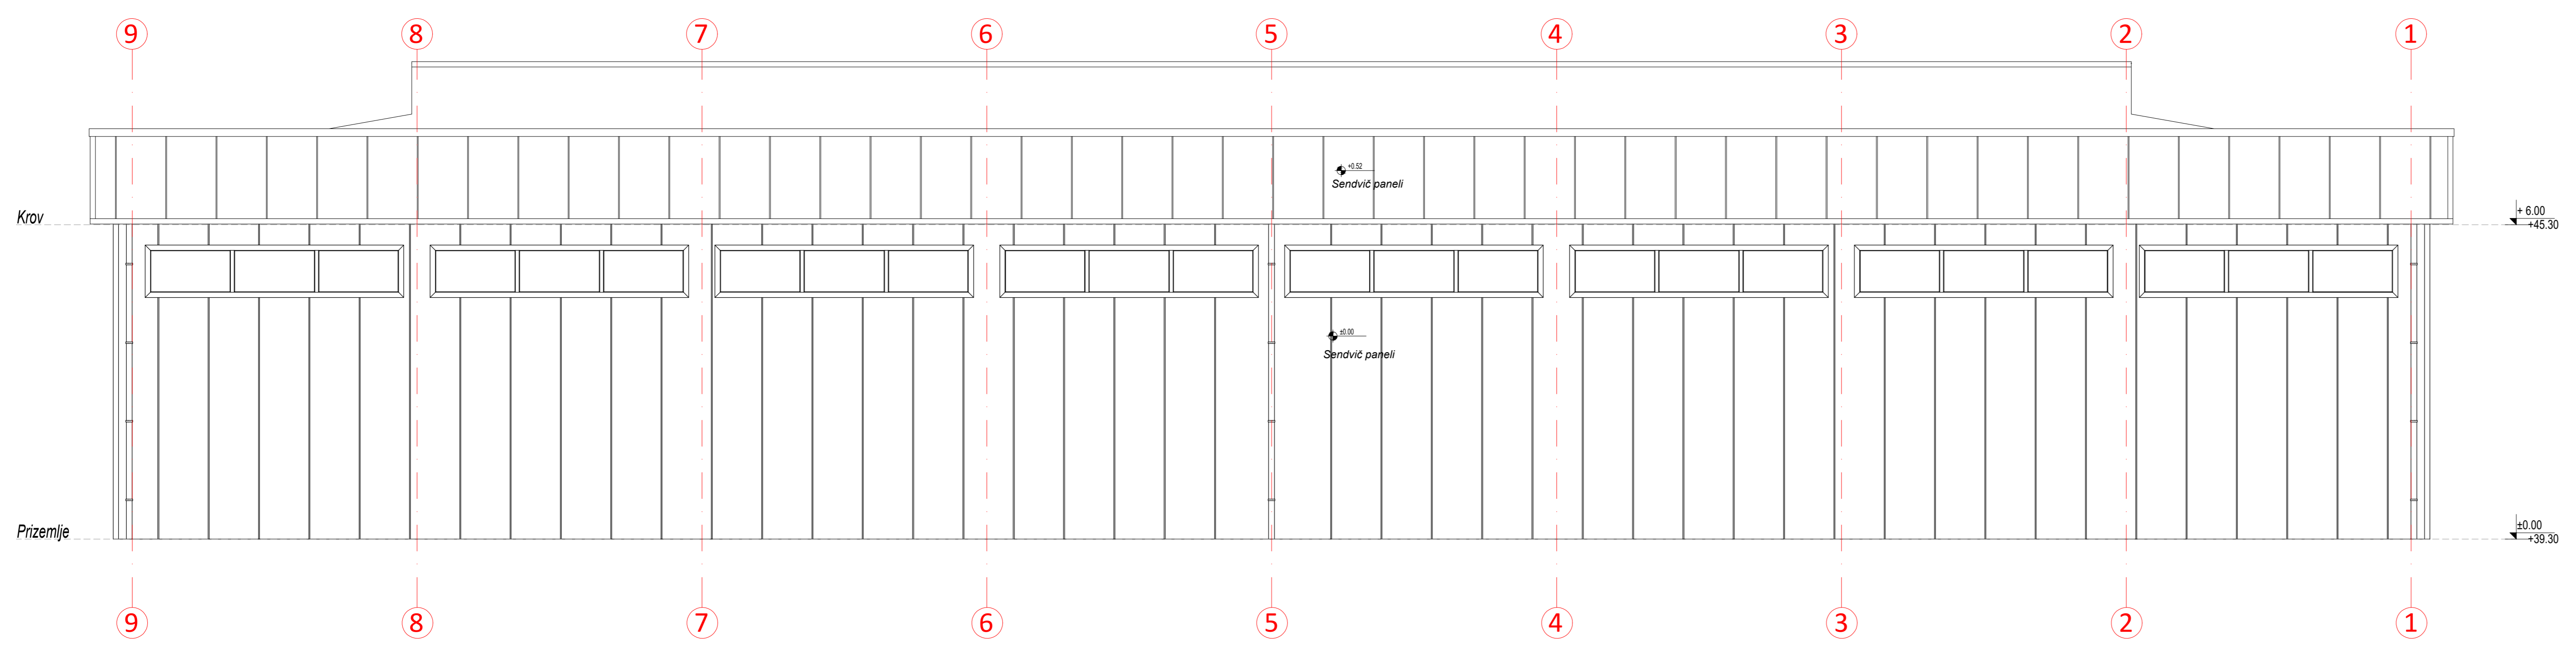 9 8 7 6 5 4 3 2 1
+0.52
Sendvič paneli
Krov
+ 6.00
+45.30
±0.00
Sendvič paneli
Prizemlje
±0.00
+39.30
9 8 7 6 5 4 3 2 1